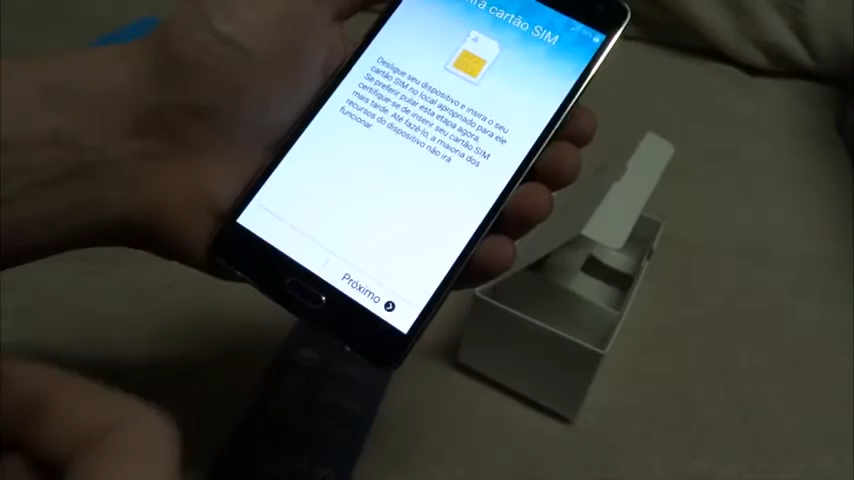 cartão SIM
Desligue seu dispositivo e insira o seu
cartão SIM no local apropriado para ele
Se preferir pular esta etapa agora,
certifique-se de inserir seu cartão SIM
mais tarde. Até fazê-lo, a maioria dos
recursos do dispositivo não irá
funcionar
Próximo